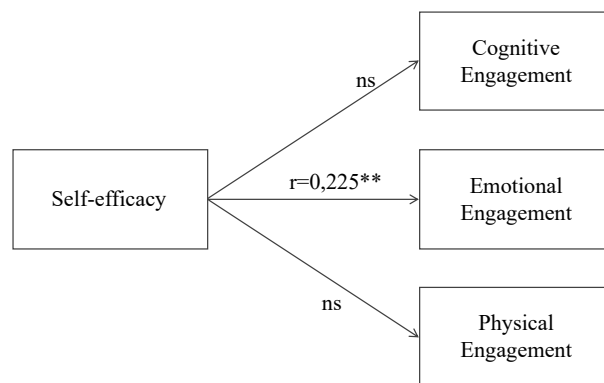 Cognitive
Engagement
ns
Self-efficacy
r=0,225**
Emotional
Engagement
ns
Physical
Engagement